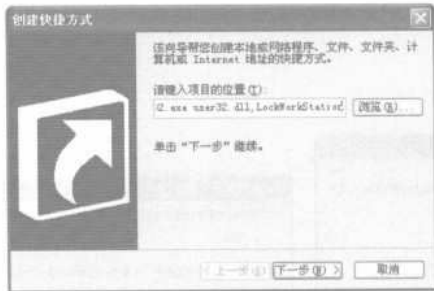 创建快捷方式
该向导帮您创建本地或网络程序、文件、文件夹、计
算机或 Internet 地址的快捷方式。
请键入项目的位置(T):
32.exe user32.dll,LockWorkStation 浏览(R)...
单击“下一步”继续。
上一步(B) 下一步(N) > 取消